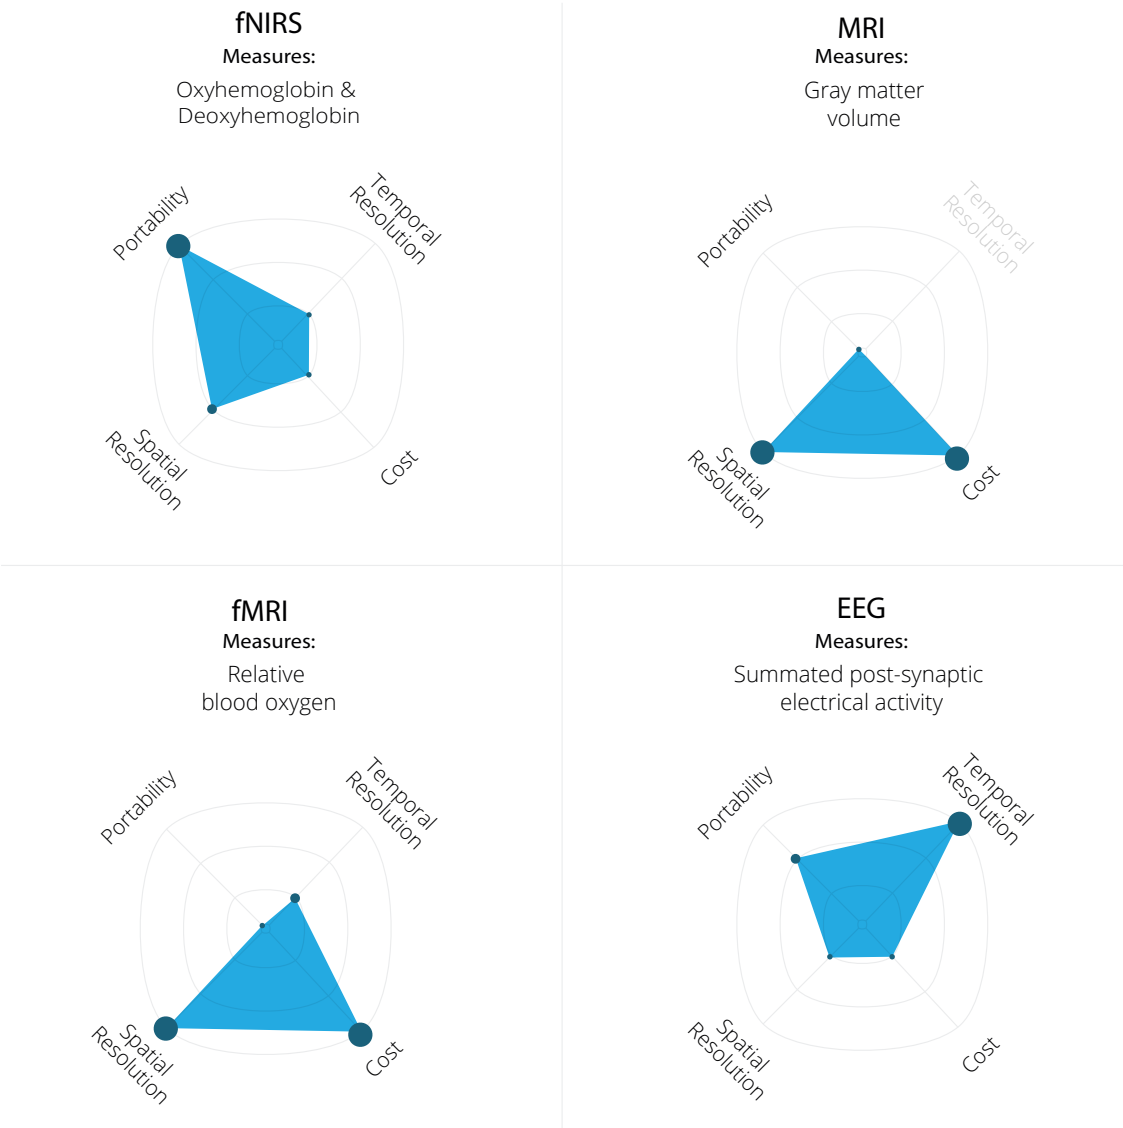 fNIRS
Measures:
Oxyhemoglobin &
Deoxyhemoglobin
Portability
Temporal
Resolution
Spatial
Resolution
Cost
MRI
Measures:
Gray matter
volume
Portability
Temporal
Resolution
Spatial
Resolution
Cost
fMRI
Measures:
Relative
blood oxygen
Portability
Temporal
Resolution
Spatial
Resolution
Cost
EEG
Measures:
Summated post-synaptic
electrical activity
Portability
Temporal
Resolution
Spatial
Resolution
Cost